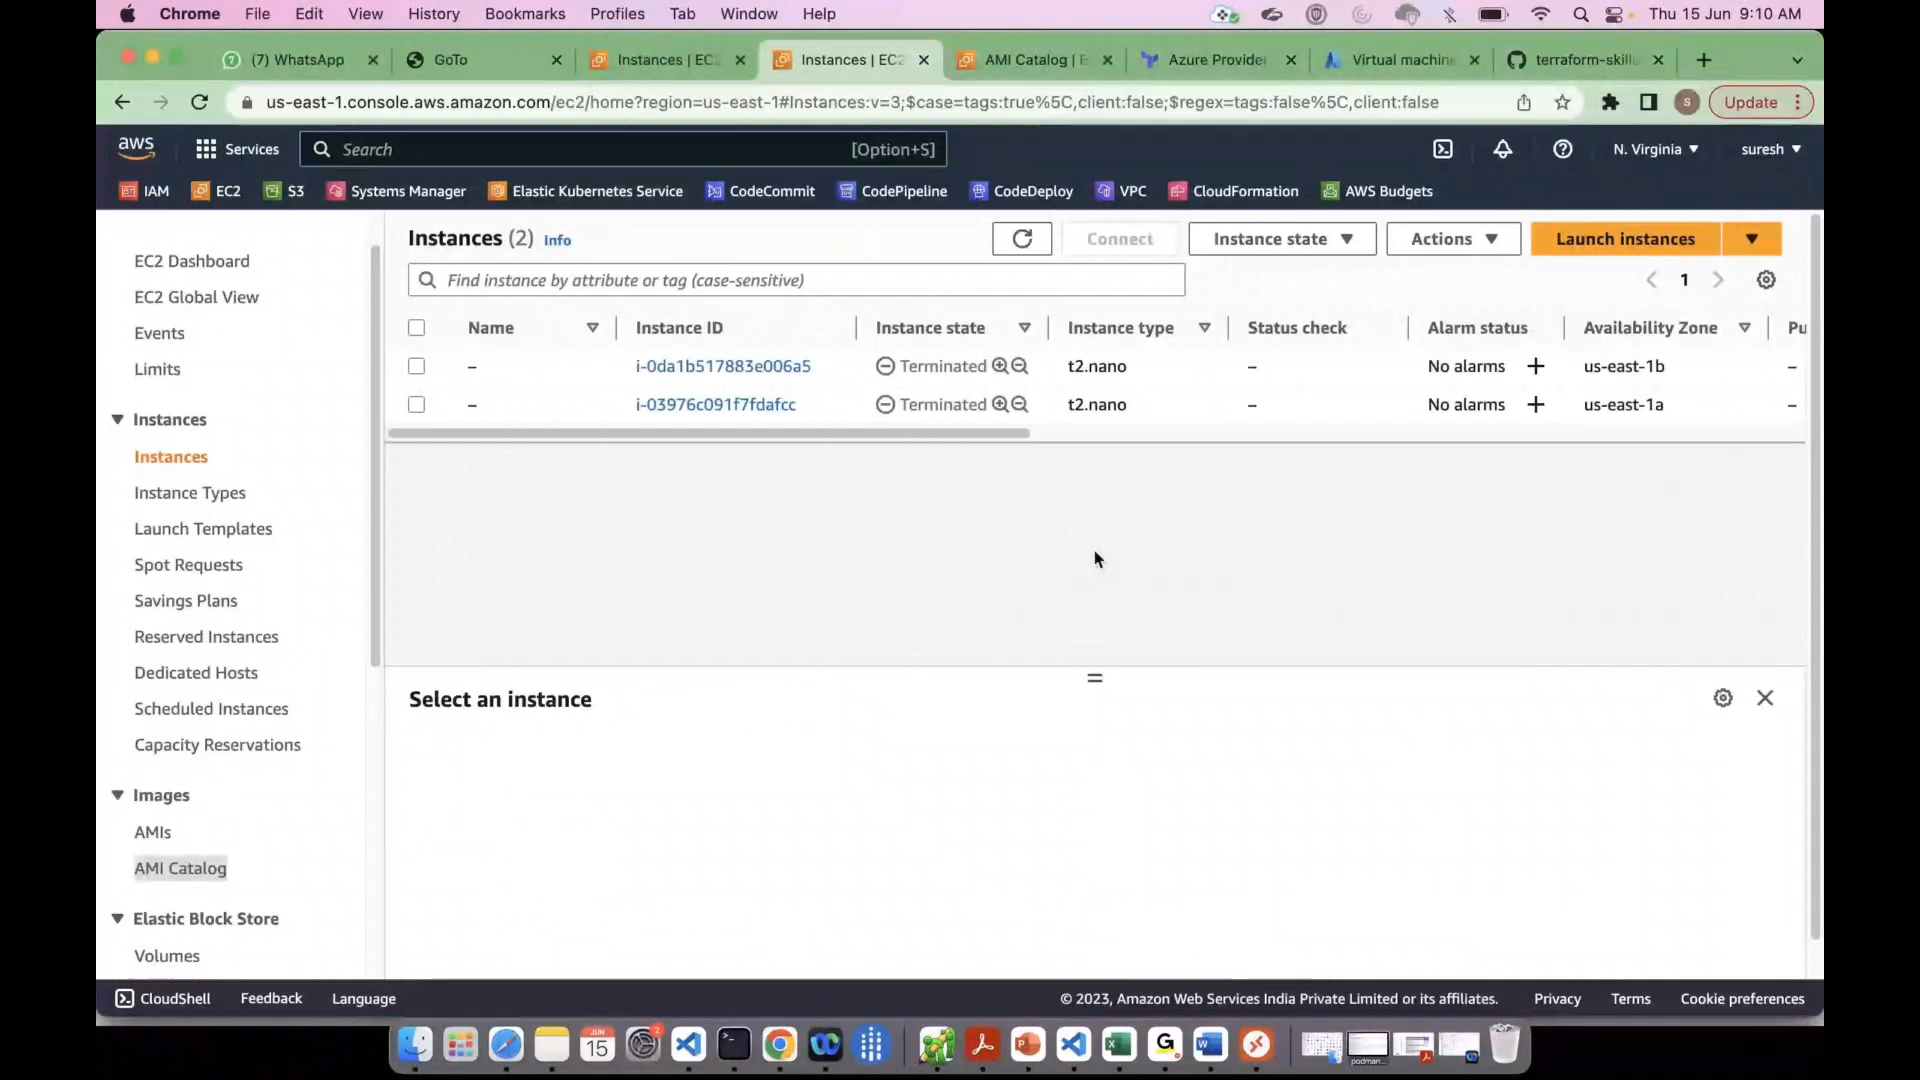 Chrome File Edit View History Bookmarks Profiles Tab Window Help Thu 15 Jun 9:10 AM
(7) WhatsApp GoTo Instances | EC Instances | EC2 AMI Catalog | E Azure Provide Virtual machin terraform-skill
us-east-1.console.aws.amazon.com/ec2/home?region=us-east-1#Instances:v=3;$case=tags:true%5C,client:false;$regex=tags:false%5C,client:false S Update
aws Services Search [Option+S] N. Virginia suresh
IAM EC2 S3 Systems Manager Elastic Kubernetes Service CodeCommit CodePipeline CodeDeploy VPC CloudFormation AWS Budgets
EC2 Dashboard
EC2 Global View
Events
Limits
Instances
Instances
Instance Types
Launch Templates
Spot Requests
Savings Plans
Reserved Instances
Dedicated Hosts
Scheduled Instances
Capacity Reservations
Images
AMIs
AMI Catalog
Elastic Block Store
Volumes
Instances (2) Info Connect Instance state Actions Launch instances
Find instance by attribute or tag (case-sensitive) 1
Name Instance ID Instance state Instance type Status check Alarm status Availability Zone Pu
– i-0da1b517883e006a5 Terminated t2.nano – No alarms + us-east-1b –
– i-03976c091f7fdafcc Terminated t2.nano – No alarms + us-east-1a –
Select an instance
CloudShell Feedback Language © 2023, Amazon Web Services India Private Limited or its affiliates. Privacy Terms Cookie preferences
JUN
15
2
podman...